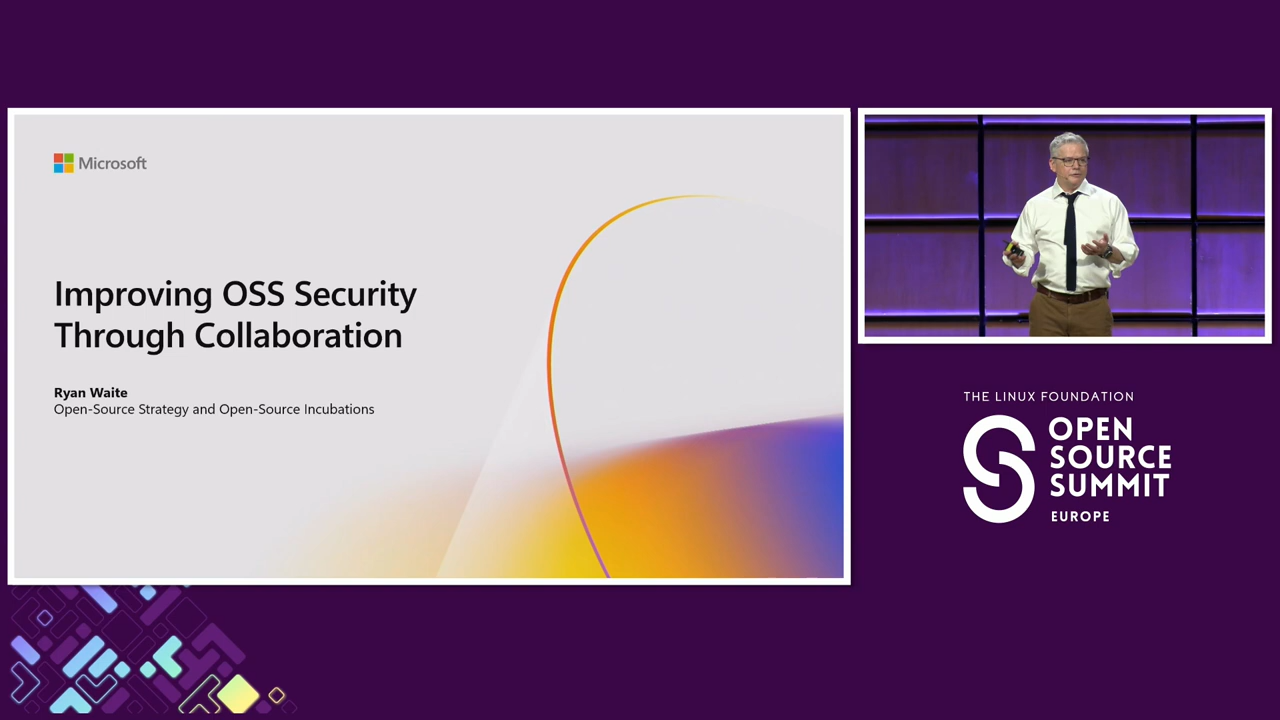 Microsoft
Improving OSS Security
Through Collaboration
Ryan Waite
Open-Source Strategy and Open-Source Incubations
THE LINUX FOUNDATION
OPEN
SOURCE
SUMMIT
EUROPE